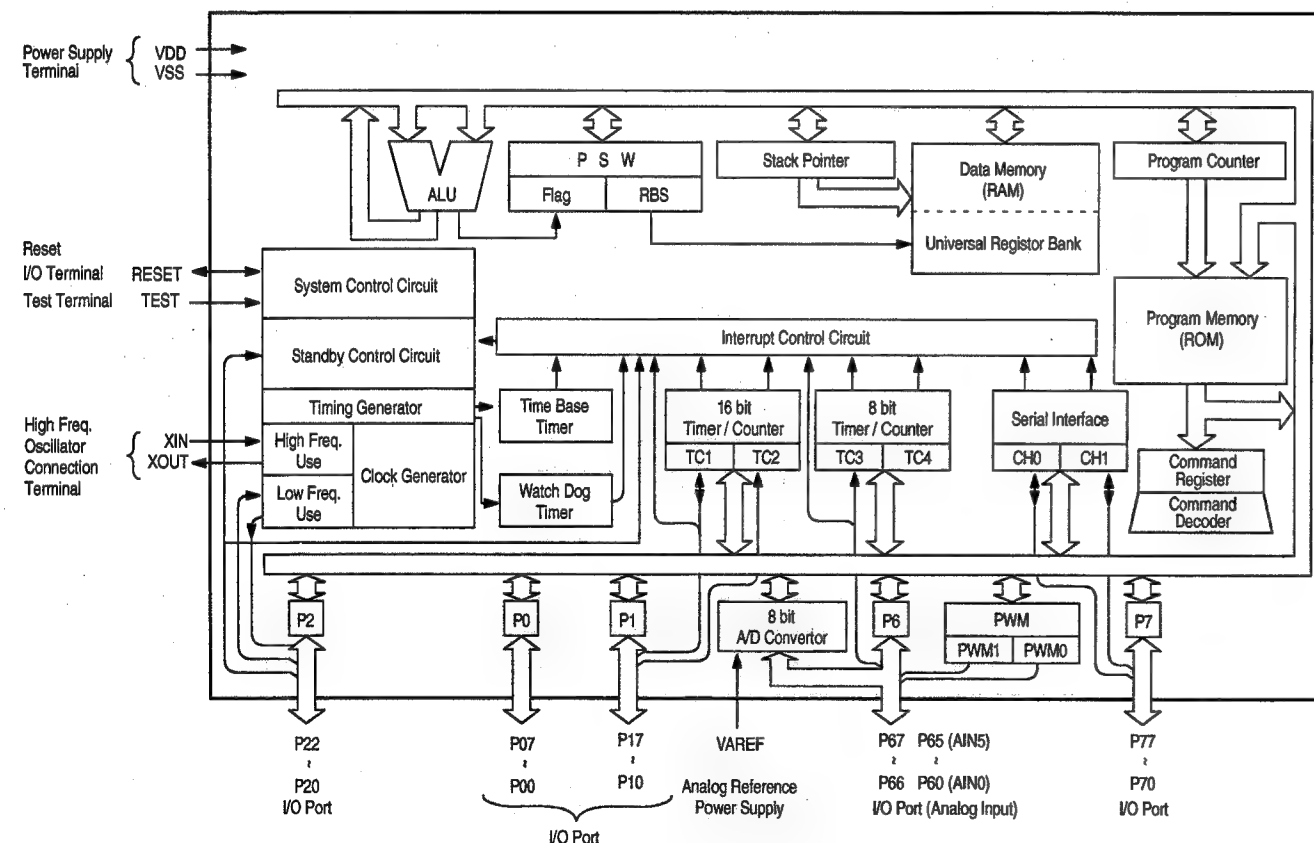 Power Supply
Terminal
VDD
VSS
ALU
P S W
Flag
RBS
Stack Pointer
Data Memory
(RAM)
Universal Registor Bank
Program Counter
Reset
I/O Terminal
RESET
Test Terminal
TEST
System Control Circuit
Standby Control Circuit
Interrupt Control Circuit
Program Memory
(ROM)
Timing Generator
Time Base
Timer
16 bit
Timer / Counter
TC1
TC2
8 bit
Timer / Counter
TC3
TC4
Serial Interface
CH0
CH1
High Freq.
Oscillator
Connection
Terminal
XIN
XOUT
High Freq.
Use
Clock Generator
Low Freq.
Use
Watch Dog
Timer
Command
Register
Command
Decoder
P2
P0
P1
8 bit
A/D Convertor
P6
PWM
PWM1
PWM0
P7
P22
~
P20
I/O Port
P07
~
P00
P17
~
P10
I/O Port
VAREF
Analog Reference
Power Supply
P67
~
P66
P65 (AIN5)
~
P60 (AIN0)
I/O Port (Analog Input)
P77
~
P70
I/O Port